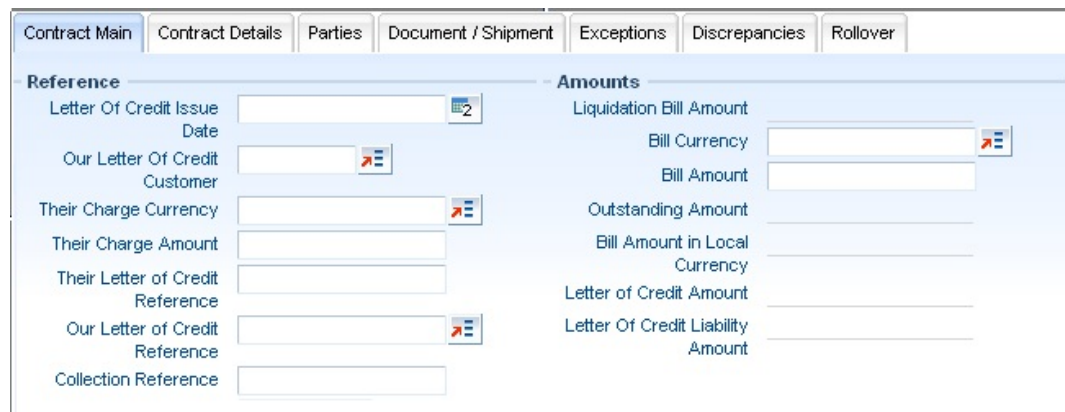 Contract Main Contract Details Parties Document / Shipment Exceptions Discrepancies Rollover
Reference
Letter Of Credit Issue
Date
2
Our Letter Of Credit
Customer
Their Charge Currency
Their Charge Amount
Their Letter of Credit
Reference
Our Letter of Credit
Reference
Collection Reference
Amounts
Liquidation Bill Amount
Bill Currency
Bill Amount
Outstanding Amount
Bill Amount in Local
Currency
Letter of Credit Amount
Letter Of Credit Liability
Amount